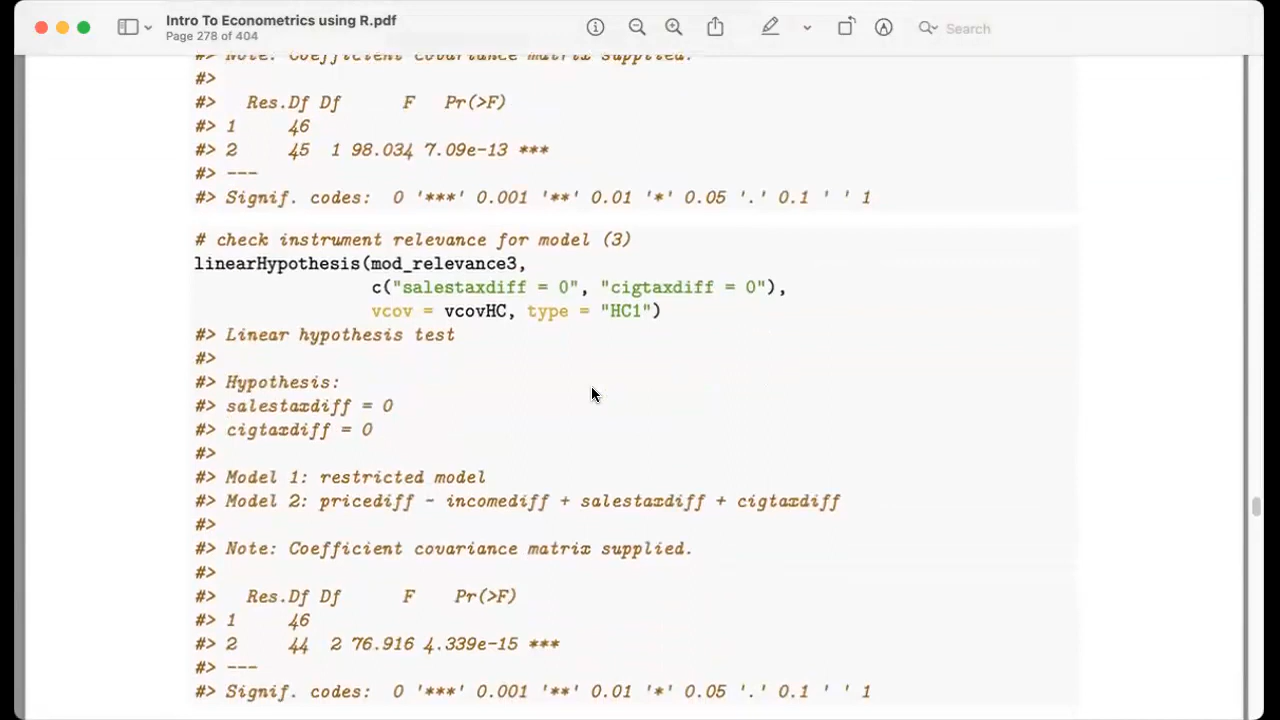 Intro To Econometrics using R.pdf
Page 278 of 404
Search
#> Note: Coefficient covariance matrix supplied.
#>
#> Res.Df Df F Pr(>F)
#> 1 46
#> 2 45 1 98.034 7.09e-13 ***
#> ---
#> Signif. codes: 0 '***' 0.001 '**' 0.01 '*' 0.05 '.' 0.1 ' ' 1
# check instrument relevance for model (3)
linearHypothesis(mod_relevance3,
c("salestaxdiff = 0", "cigtaxdiff = 0"),
vcov = vcovHC, type = "HC1")
#> Linear hypothesis test
#>
#> Hypothesis:
#> salestaxdiff = 0
#> cigtaxdiff = 0
#>
#> Model 1: restricted model
#> Model 2: pricediff ~ incomediff + salestaxdiff + cigtaxdiff
#>
#> Note: Coefficient covariance matrix supplied.
#>
#> Res.Df Df F Pr(>F)
#> 1 46
#> 2 44 2 76.916 4.339e-15 ***
#> ---
#> Signif. codes: 0 '***' 0.001 '**' 0.01 '*' 0.05 '.' 0.1 ' ' 1